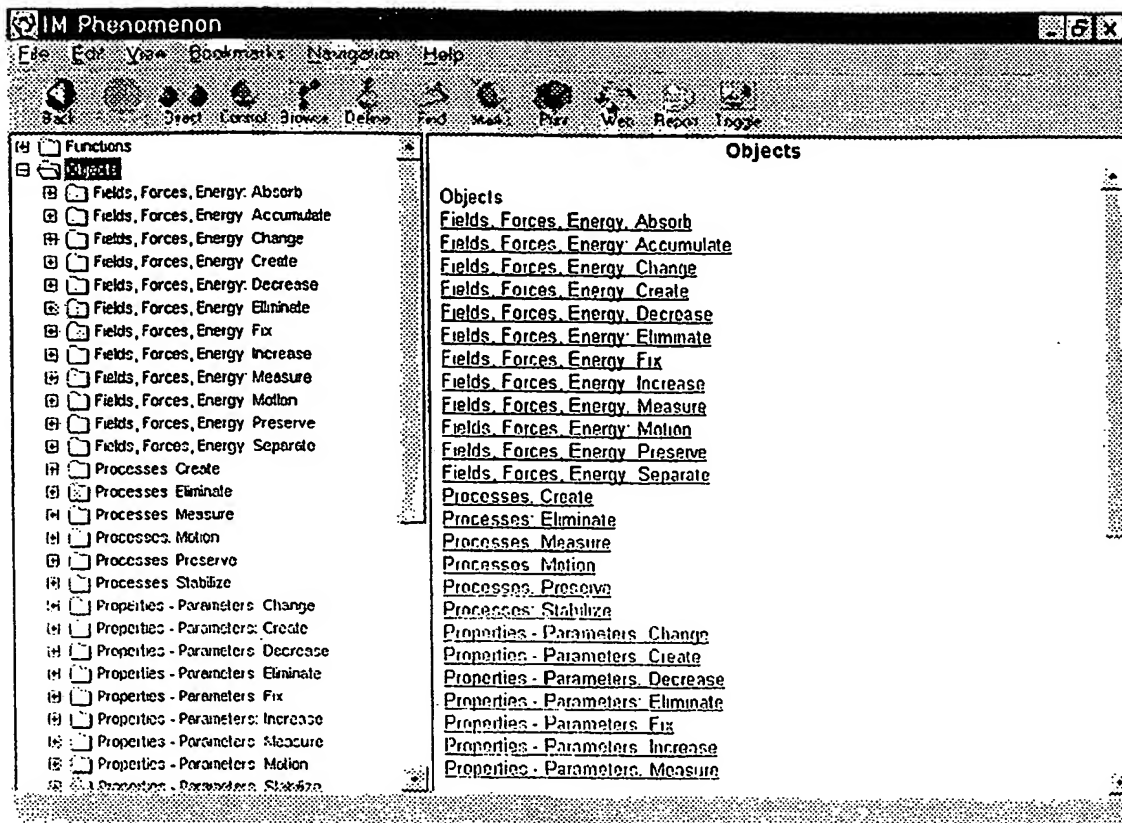 IM Phenomenon
File Edit View Bookmarks Navigation Help
Back Direct Control Browse Define Find Marks Print Web Report Toggle
Functions
Objects
Fields, Forces, Energy: Absorb
Fields, Forces, Energy Accumulate
Fields, Forces, Energy Change
Fields, Forces, Energy Create
Fields, Forces, Energy: Decrease
Fields, Forces, Energy Eliminate
Fields, Forces, Energy Fix
Fields, Forces, Energy Increase
Fields, Forces, Energy: Measure
Fields, Forces, Energy Motion
Fields, Forces, Energy Preserve
Fields, Forces, Energy Separate
Processes Create
Processes Eliminate
Processes Measure
Processes. Motion
Processes Preserve
Processes Stabilize
Properties - Parameters Change
Properties - Parameters: Create
Properties - Parameters Decrease
Properties - Parameters Eliminate
Properties - Parameters Fix
Properties - Parameters: Increase
Properties - Parameters Measure
Properties - Parameters Motion
Properties - Parameters Stabilize
Objects
Objects
Fields, Forces, Energy. Absorb
Fields, Forces, Energy: Accumulate
Fields, Forces, Energy Change
Fields, Forces, Energy Create
Fields, Forces, Energy. Decrease
Fields, Forces, Energy: Eliminate
Fields, Forces, Energy Fix
Fields, Forces, Energy Increase
Fields, Forces, Energy. Measure
Fields, Forces, Energy: Motion
Fields, Forces, Energy Preserve
Fields, Forces, Energy Separate
Processes. Create
Processes: Eliminate
Processes. Measure
Processes Motion
Processes. Preserve
Processes: Stabilize
Properties - Parameters Change
Properties - Parameters Create
Properties - Parameters. Decrease
Properties - Parameters: Eliminate
Properties - Parameters Fix
Properties - Parameters Increase
Properties - Parameters. Measure